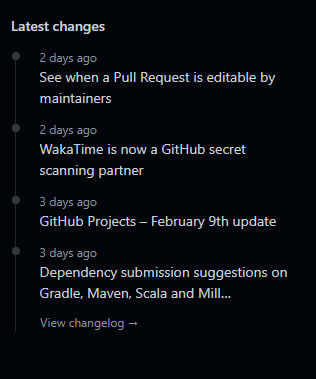 Latest changes
2 days ago
See when a Pull Request is editable by
maintainers
2 days ago
WakaTime is now a GitHub secret
scanning partner
3 days ago
GitHub Projects – February 9th update
3 days ago
Dependency submission suggestions on
Gradle, Maven, Scala and Mill...
View changelog →